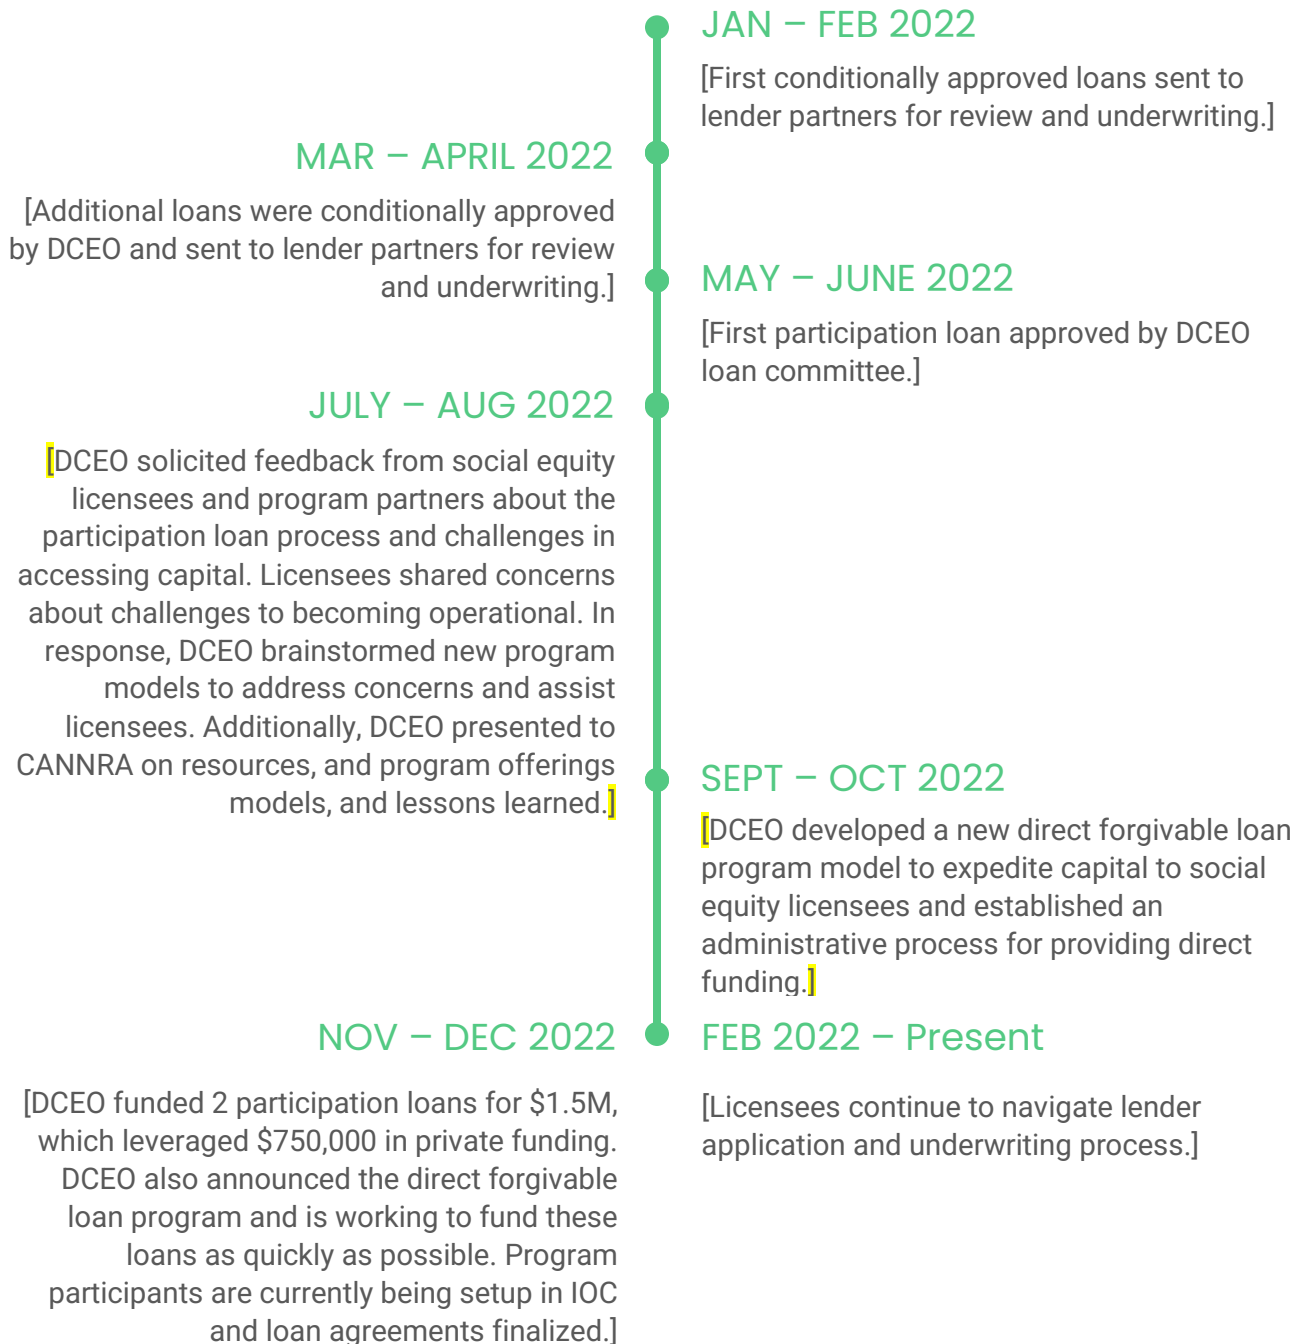 JAN – FEB 2022
[First conditionally approved loans sent to
lender partners for review and underwriting.]
MAR – APRIL 2022
[Additional loans were conditionally approved
by DCEO and sent to lender partners for review
and underwriting.]
MAY – JUNE 2022
[First participation loan approved by DCEO
loan committee.]
JULY – AUG 2022
[DCEO solicited feedback from social equity
licensees and program partners about the
participation loan process and challenges in
accessing capital. Licensees shared concerns
about challenges to becoming operational. In
response, DCEO brainstormed new program
models to address concerns and assist
licensees. Additionally, DCEO presented to
CANNRA on resources, and program offerings
models, and lessons learned.]
SEPT – OCT 2022
[DCEO developed a new direct forgivable loan
program model to expedite capital to social
equity licensees and established an
administrative process for providing direct
funding.]
NOV – DEC 2022
[DCEO funded 2 participation loans for $1.5M,
which leveraged $750,000 in private funding.
DCEO also announced the direct forgivable
loan program and is working to fund these
loans as quickly as possible. Program
participants are currently being setup in IOC
and loan agreements finalized.]
FEB 2022 – Present
[Licensees continue to navigate lender
application and underwriting process.]